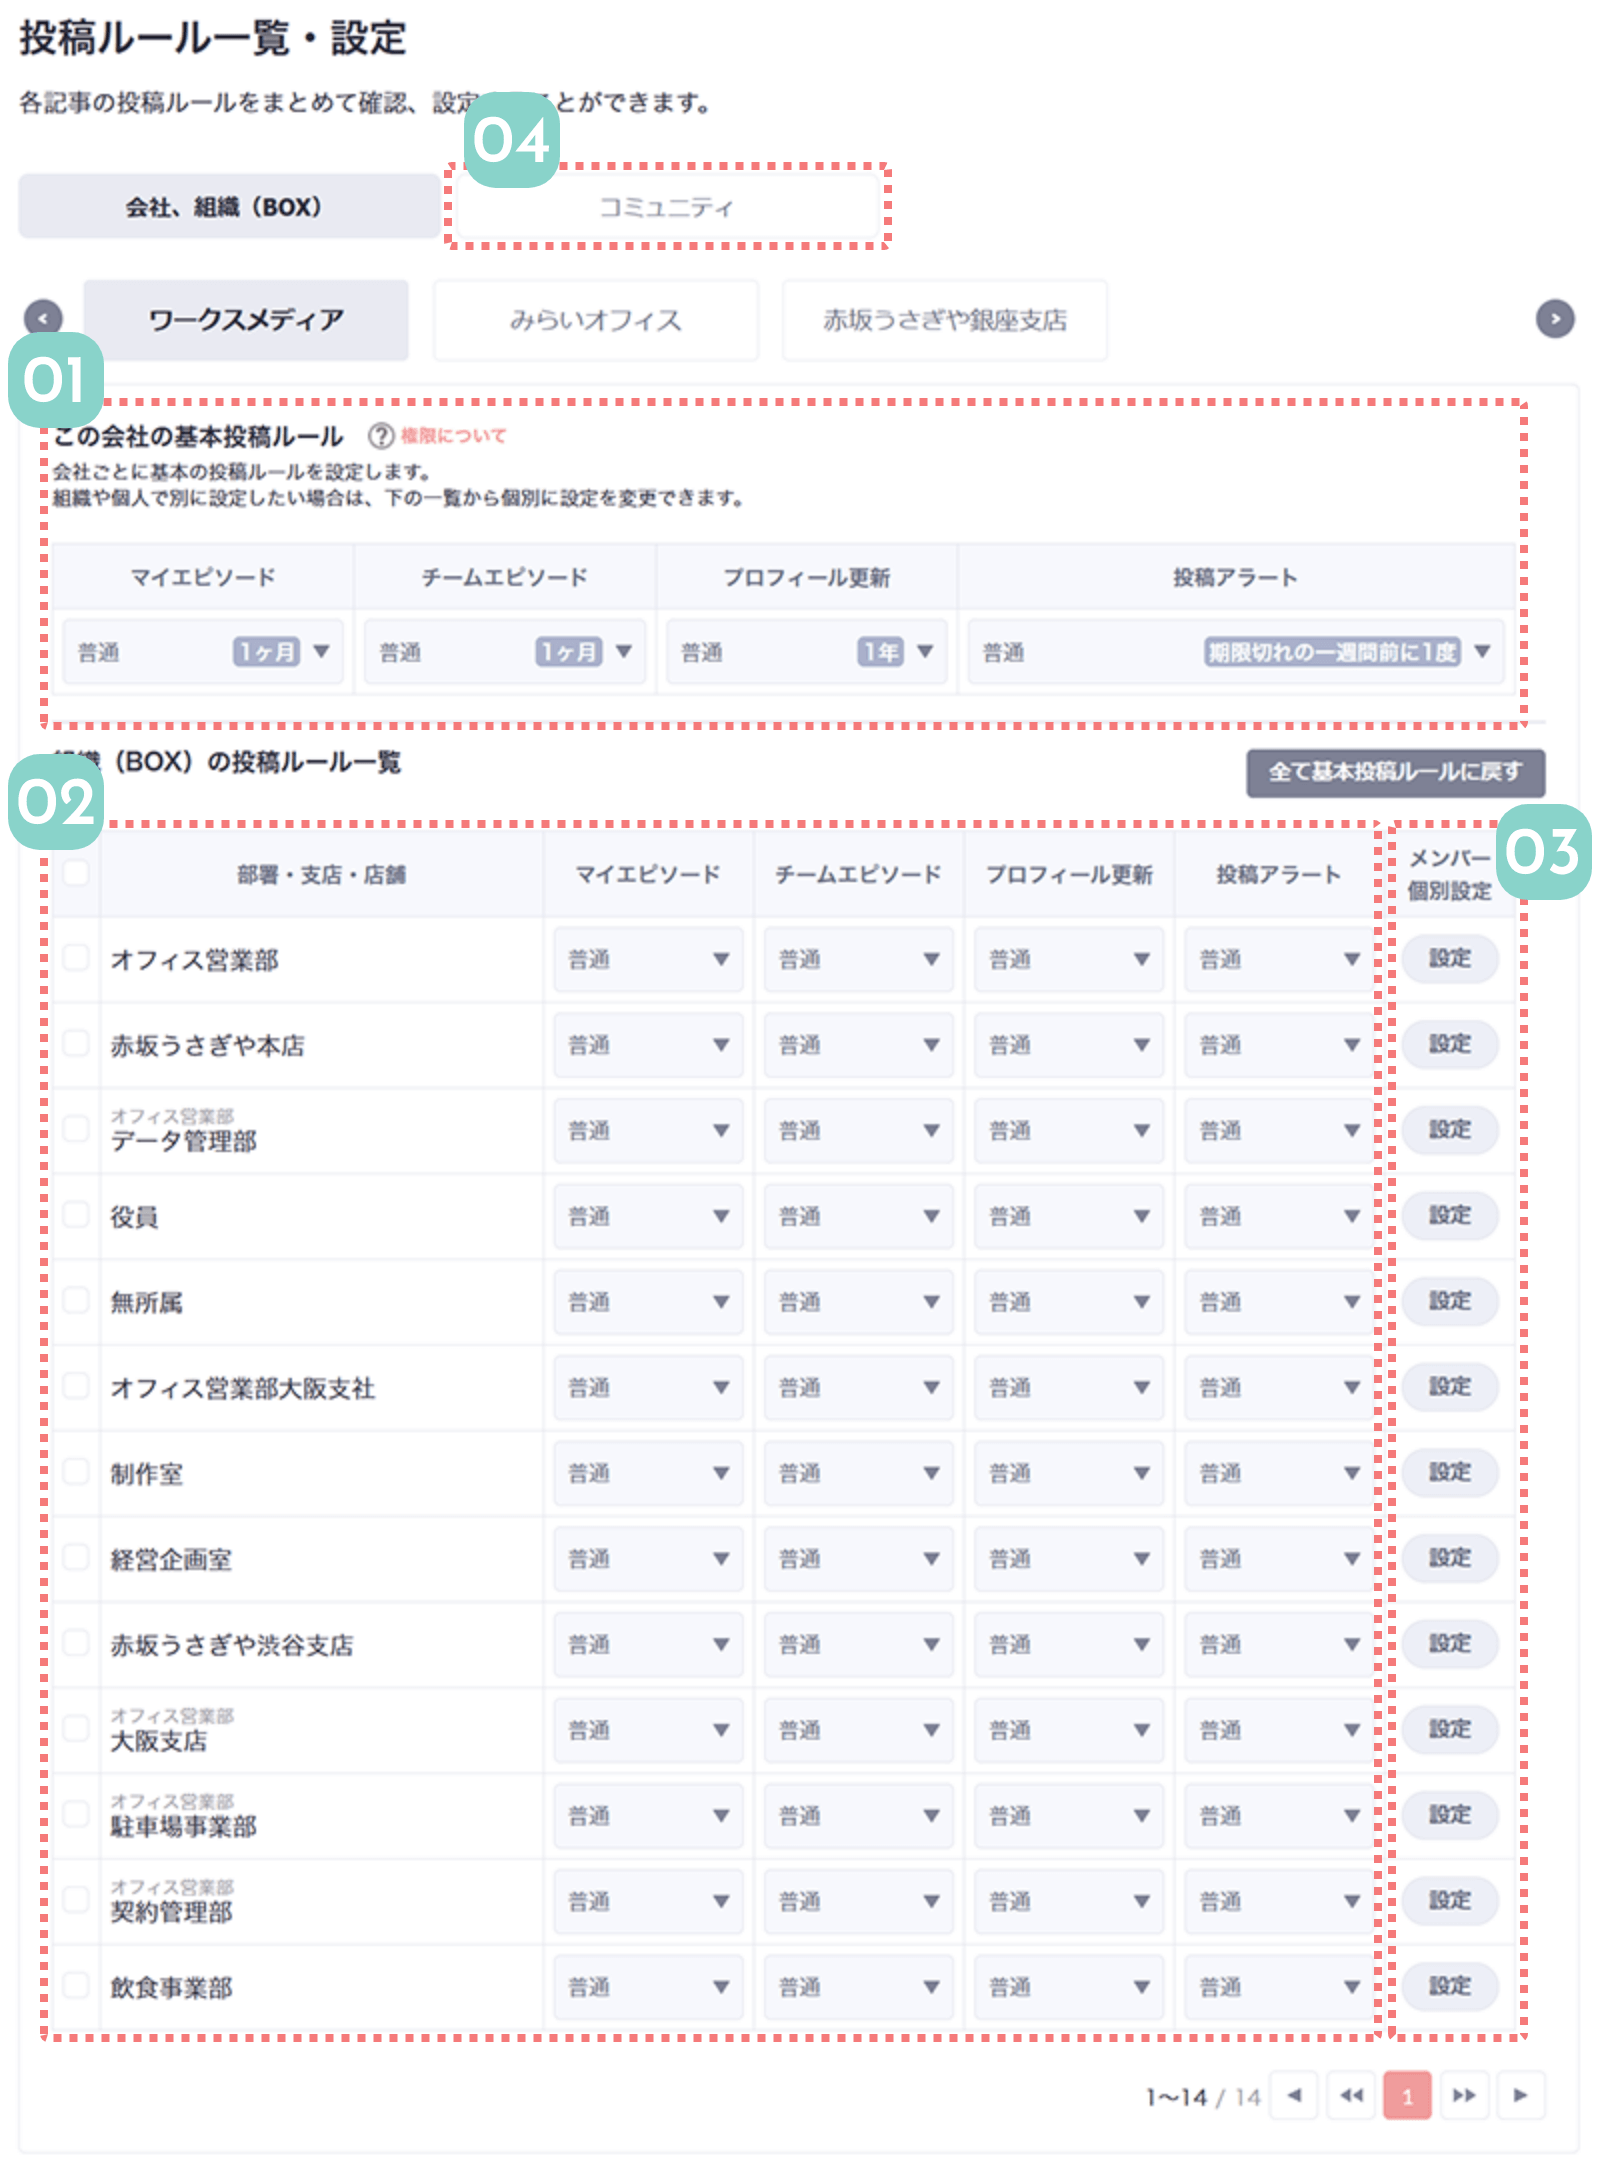 投稿ルール一覧・設定
各記事の投稿ルールをまとめて確認、設定 ことができます。
04
会社、組織（BOX） コミュニティ
ワークスメディア みらいオフィス 赤坂うさぎや銀座支店
01
この会社の基本投稿ルール ? 権限について
会社ごとに基本の投稿ルールを設定します。
組織や個人で別に設定したい場合は、下の一覧から個別に設定を変更できます。
マイエピソード チームエピソード プロフィール更新 投稿アラート
普通 1ヶ月 ▼ 普通 1ヶ月 ▼ 普通 1年 ▼ 普通 期限切れの一週間前に1度 ▼
組織（BOX）の投稿ルール一覧 全て基本投稿ルールに戻す
02
03
部署・支店・店舗 マイエピソード チームエピソード プロフィール更新 投稿アラート メンバー
個別設定
オフィス営業部 普通 ▼ 普通 ▼ 普通 ▼ 普通 ▼ 設定
赤坂うさぎや本店 普通 ▼ 普通 ▼ 普通 ▼ 普通 ▼ 設定
オフィス営業部
データ管理部 普通 ▼ 普通 ▼ 普通 ▼ 普通 ▼ 設定
役員 普通 ▼ 普通 ▼ 普通 ▼ 普通 ▼ 設定
無所属 普通 ▼ 普通 ▼ 普通 ▼ 普通 ▼ 設定
オフィス営業部大阪支社 普通 ▼ 普通 ▼ 普通 ▼ 普通 ▼ 設定
制作室 普通 ▼ 普通 ▼ 普通 ▼ 普通 ▼ 設定
経営企画室 普通 ▼ 普通 ▼ 普通 ▼ 普通 ▼ 設定
赤坂うさぎや渋谷支店 普通 ▼ 普通 ▼ 普通 ▼ 普通 ▼ 設定
オフィス営業部
大阪支店 普通 ▼ 普通 ▼ 普通 ▼ 普通 ▼ 設定
オフィス営業部
駐車場事業部 普通 ▼ 普通 ▼ 普通 ▼ 普通 ▼ 設定
オフィス営業部
契約管理部 普通 ▼ 普通 ▼ 普通 ▼ 普通 ▼ 設定
飲食事業部 普通 ▼ 普通 ▼ 普通 ▼ 普通 ▼ 設定
1〜14 / 14 1